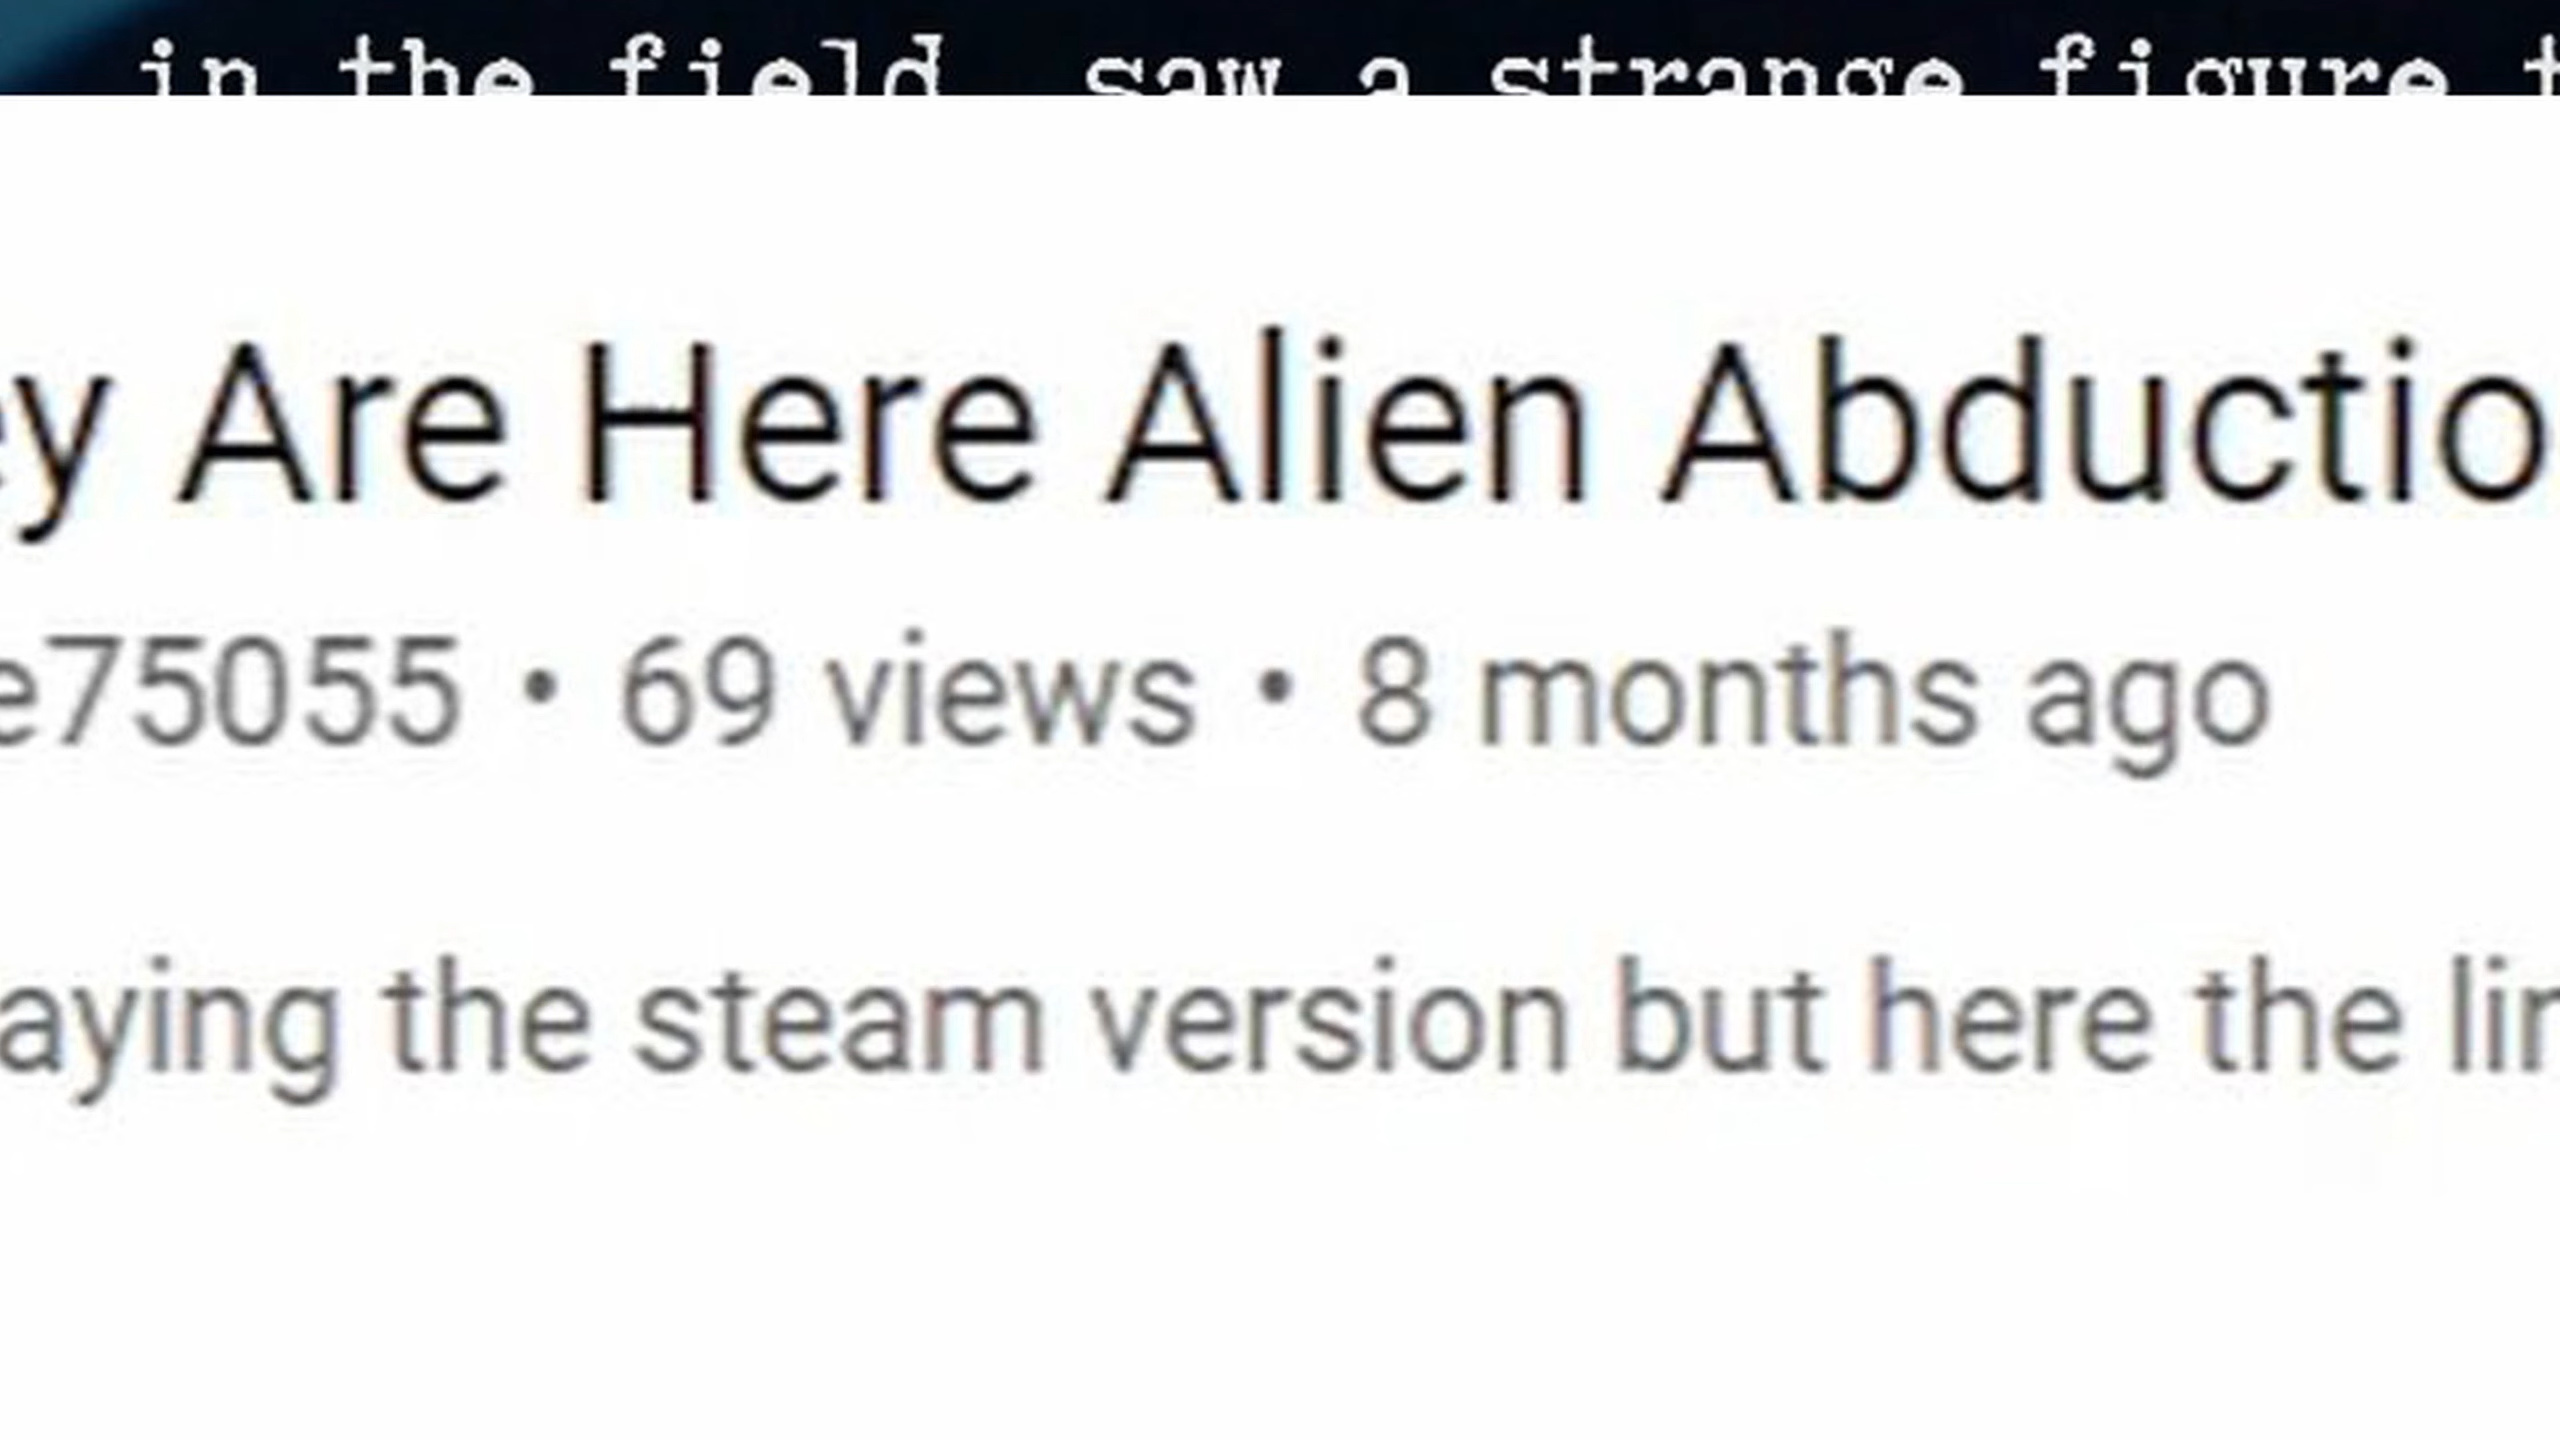 in the field saw a strange figure t
ey Are Here Alien Abductio
e75055 • 69 views • 8 months ago
aying the steam version but here the lin